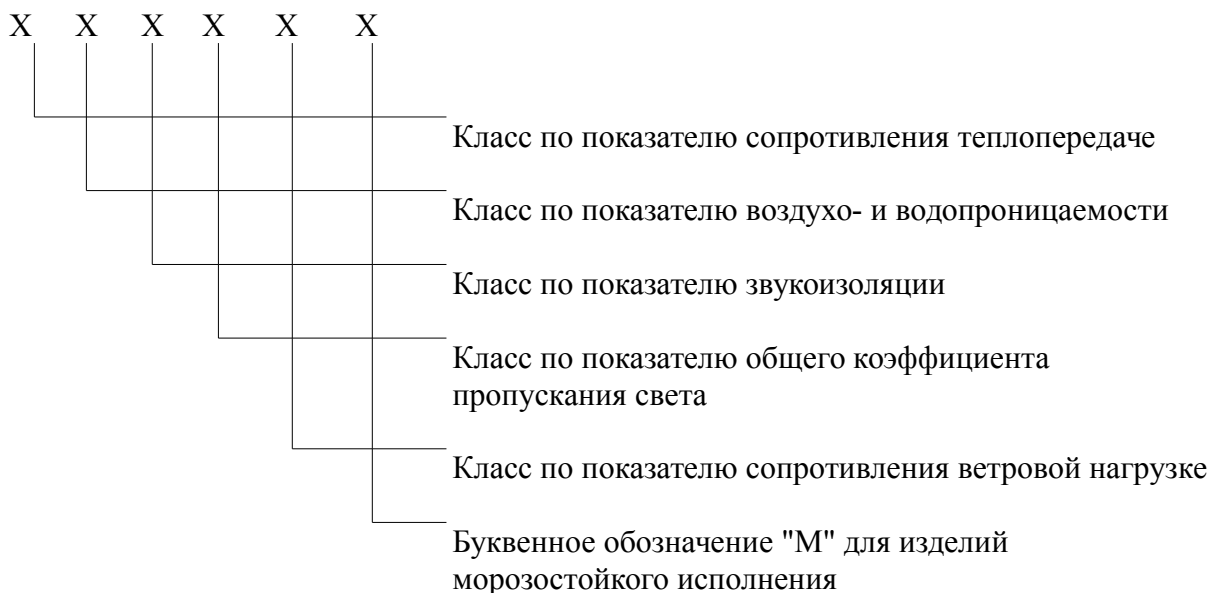 X X X X X X
Класс по показателю сопротивления теплопередаче
Класс по показателю воздухо- и водопроницаемости
Класс по показателю звукоизоляции
Класс по показателю общего коэффициента
пропускания света
Класс по показателю сопротивления ветровой нагрузке
Буквенное обозначение "М" для изделий
морозостойкого исполнения